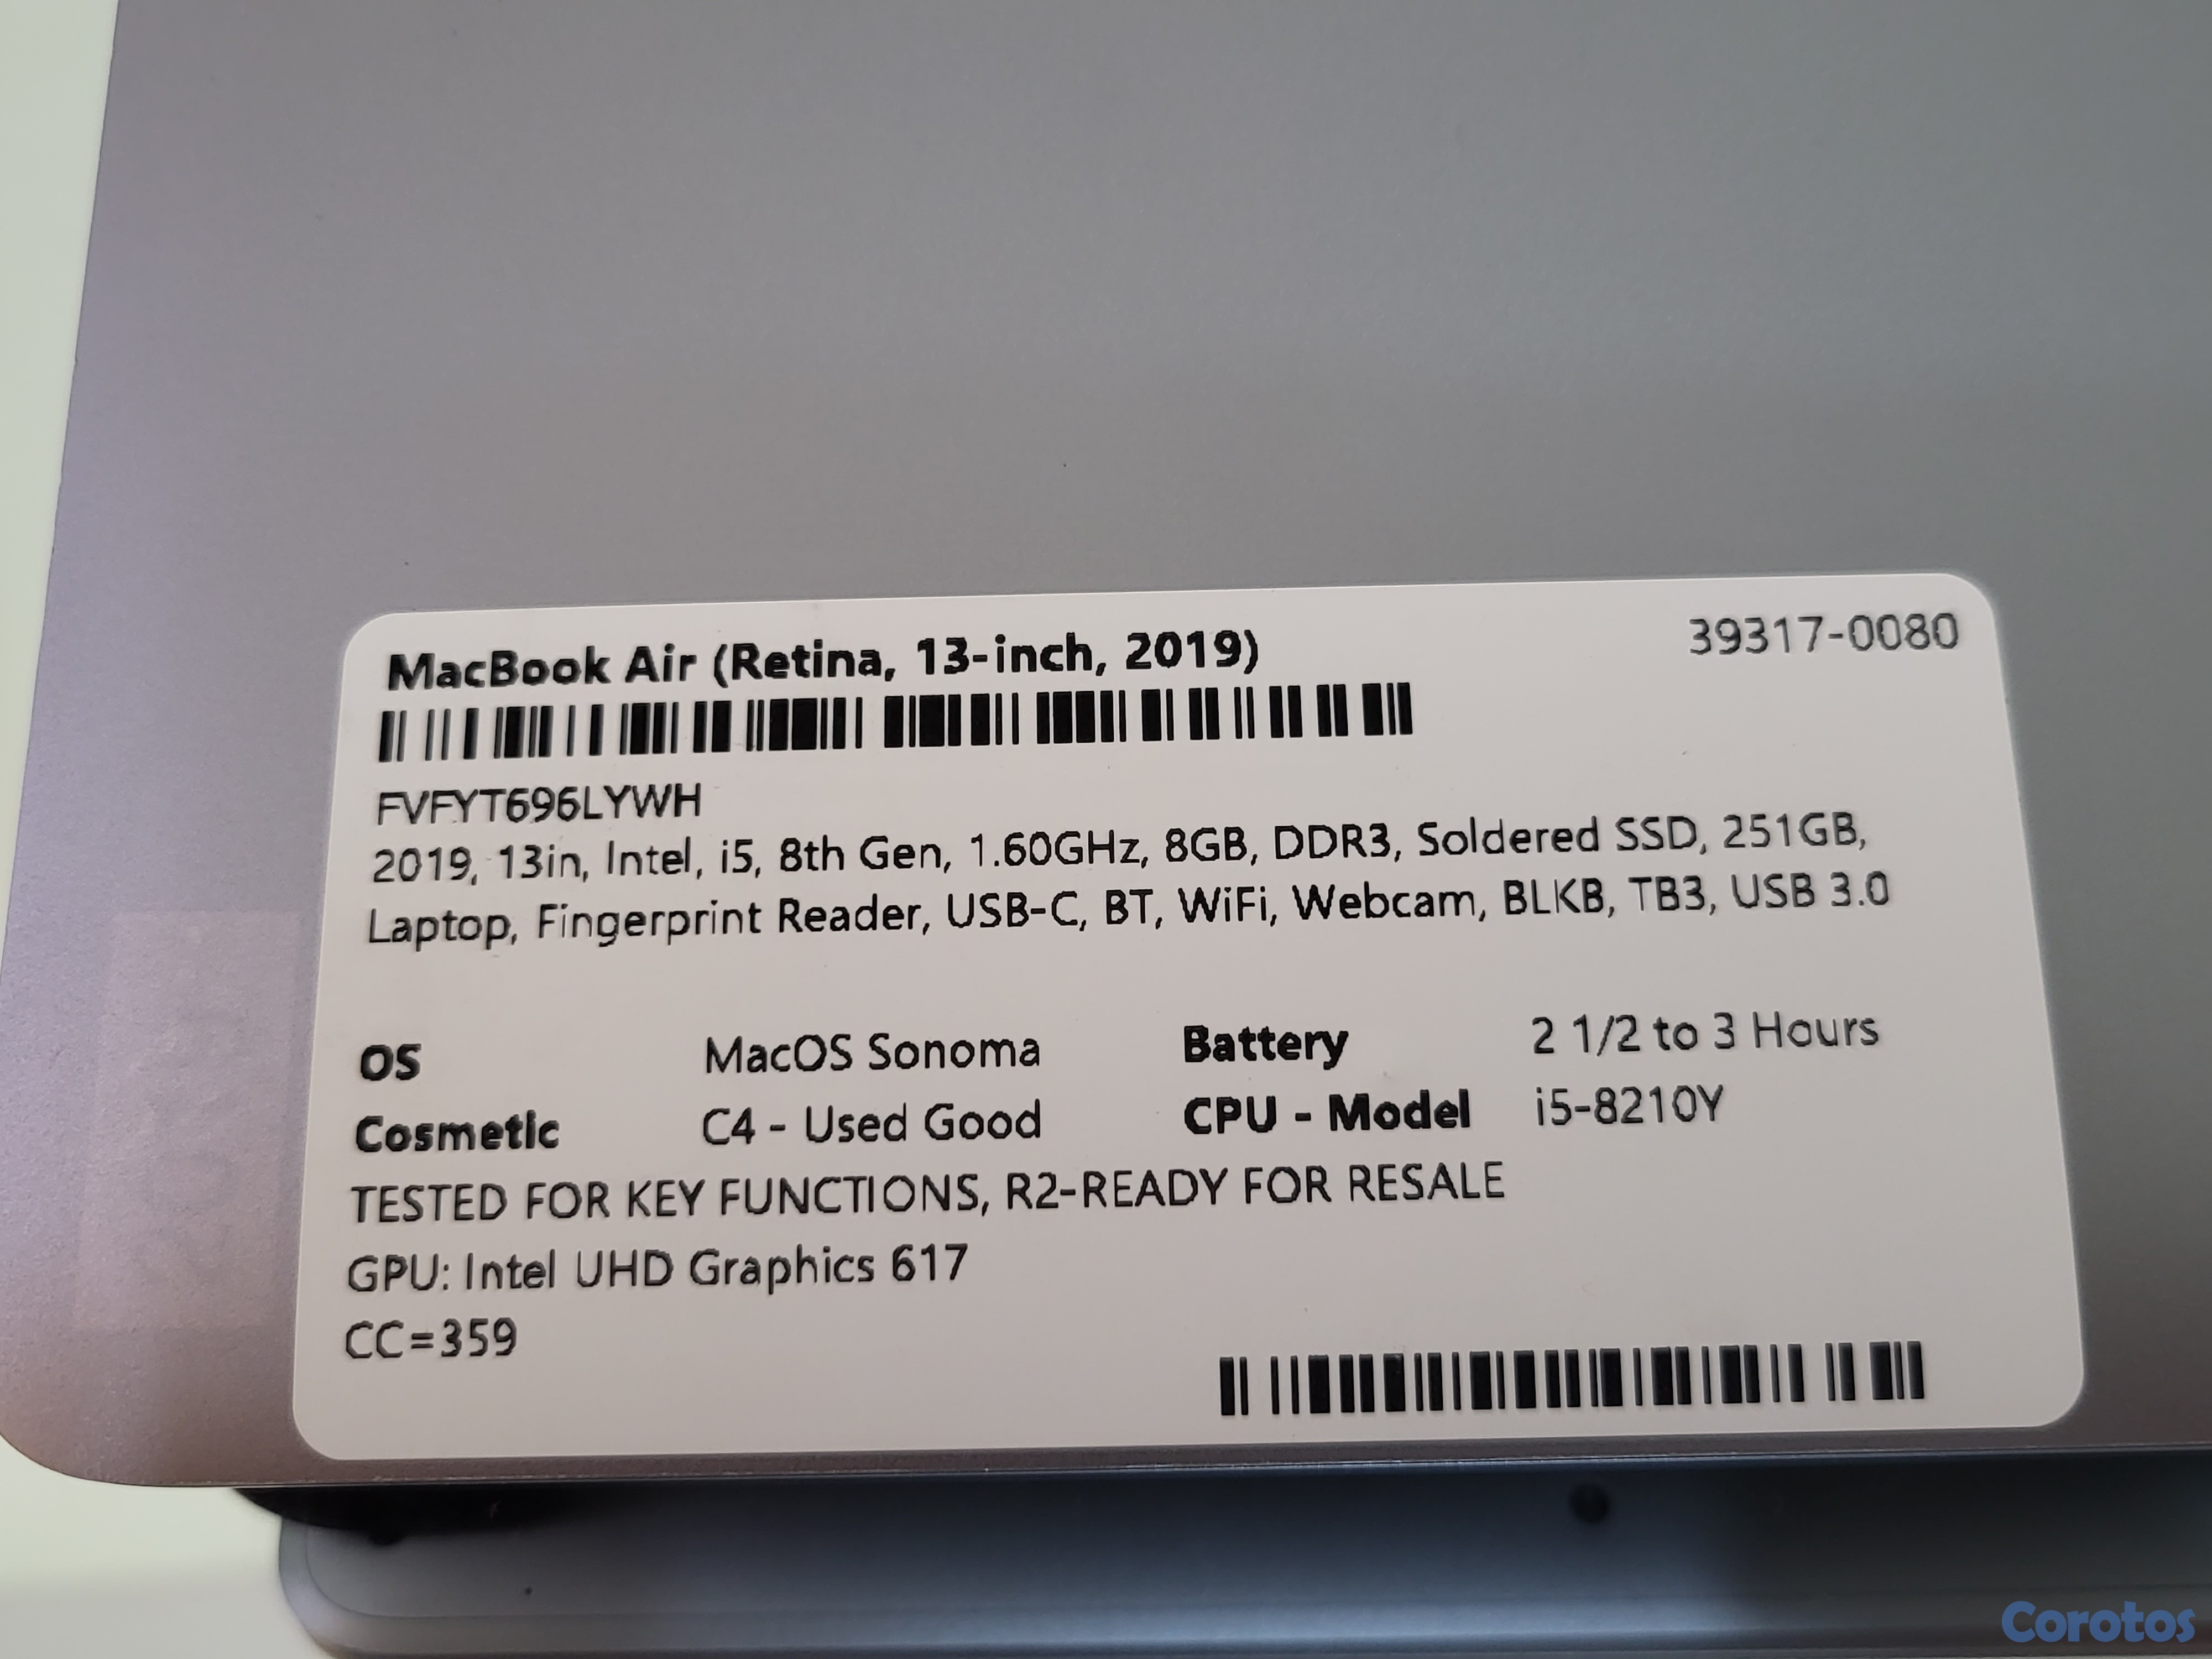 MacBook Air (Retina, 13-inch, 2019)
39317-0080
FVFYT696LYWH
2019, 13in, Intel, i5, 8th Gen, 1.60GHz, 8GB, DDR3, Soldered SSD, 251GB,
Laptop, Fingerprint Reader, USB-C, BT, WiFi, Webcam, BLKB, TB3, USB 3.0
OS MacOS Sonoma Battery 2 1/2 to 3 Hours
Cosmetic C4 - Used Good CPU - Model i5-8210Y
TESTED FOR KEY FUNCTIONS, R2-READY FOR RESALE
GPU: Intel UHD Graphics 617
CC=359
Corotos